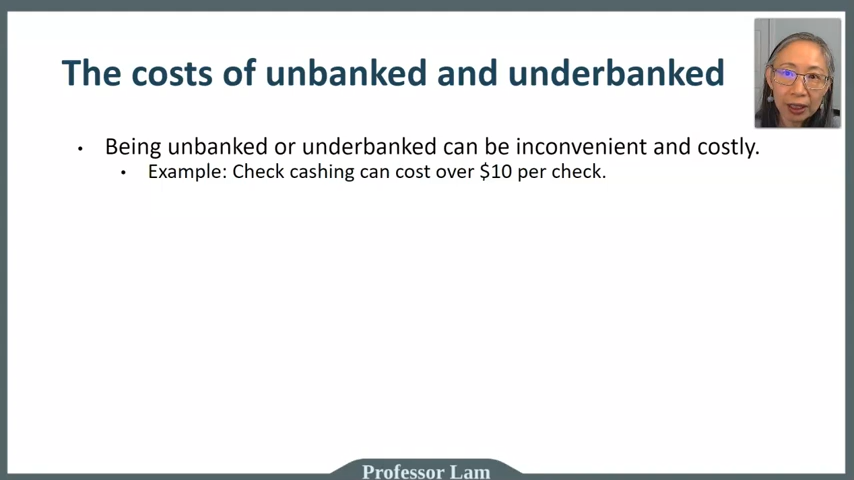 The costs of unbanked and underbanked
• Being unbanked or underbanked can be inconvenient and costly.
• Example: Check cashing can cost over $10 per check.
Professor Lam